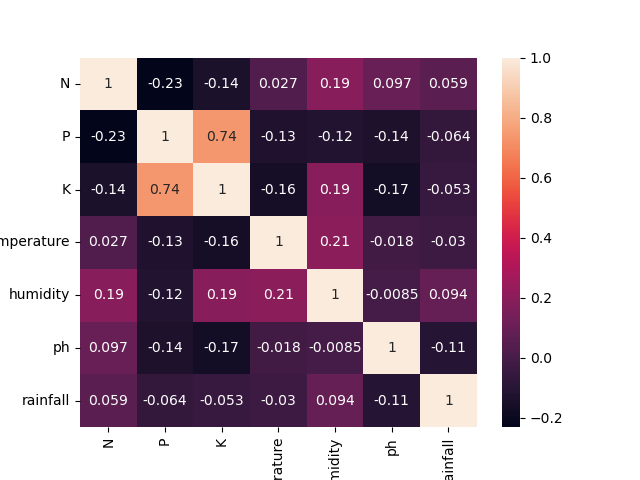 N 1 -0.23 -0.14 0.027 0.19 0.097 0.059
P -0.23 1 0.74 -0.13 -0.12 -0.14 -0.064
K -0.14 0.74 1 -0.16 0.19 -0.17 -0.053
mperature 0.027 -0.13 -0.16 1 0.21 -0.018 -0.03
humidity 0.19 -0.12 0.19 0.21 1 -0.0085 0.094
ph 0.097 -0.14 -0.17 -0.018 -0.0085 1 -0.11
rainfall 0.059 -0.064 -0.053 -0.03 0.094 -0.11 1
N P K rature midity ph ainfall
1.0
0.8
0.6
0.4
0.2
0.0
−0.2